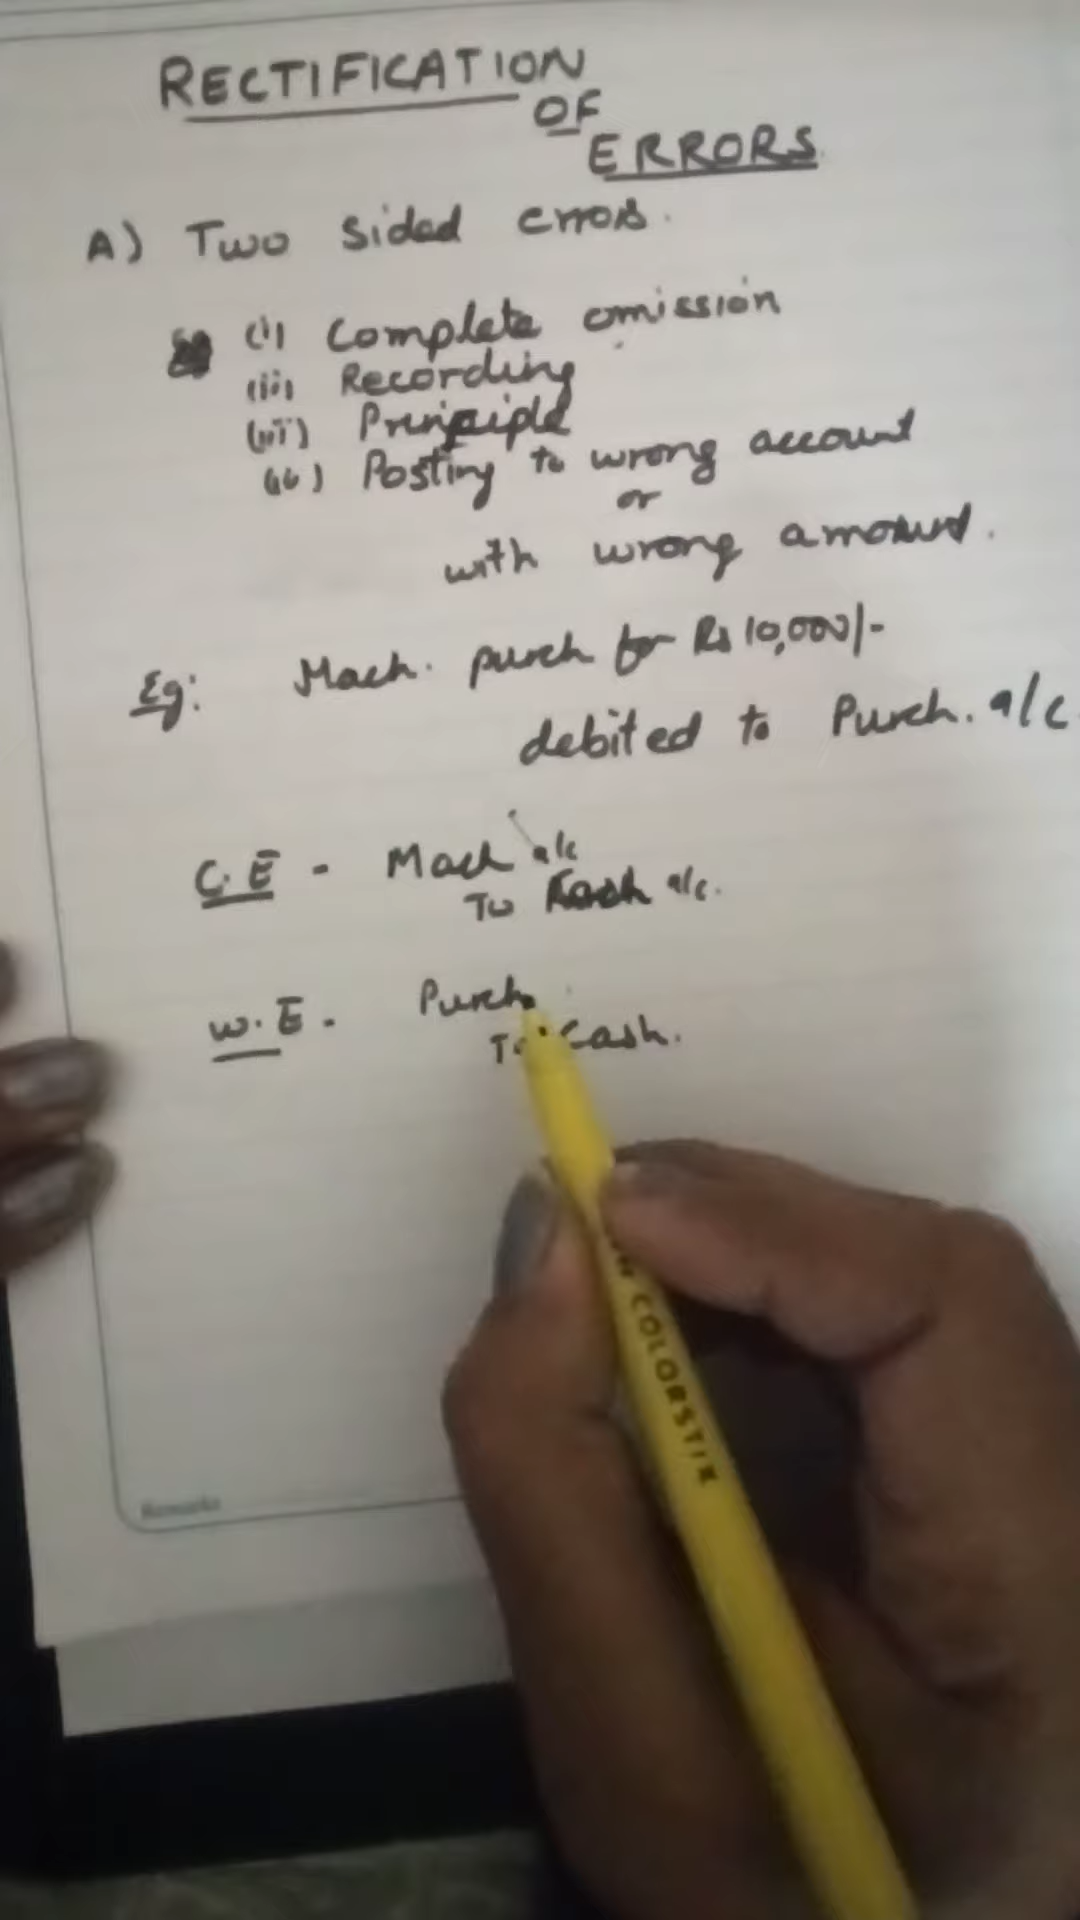 RECTIFICATION
OF
ERRORS
A) Two sided errors.
(i) Complete omission
(ii) Recording
(iii) Principle
(iv) Posting to wrong account
or
with wrong amount.
Eg: Mach. purch for Rs 10,000/-
debited to Purch. a/c
C.E - Mach a/c
To Cash a/c.
W.E. Purch.
To Cash.
COLORSTIX
Remarks